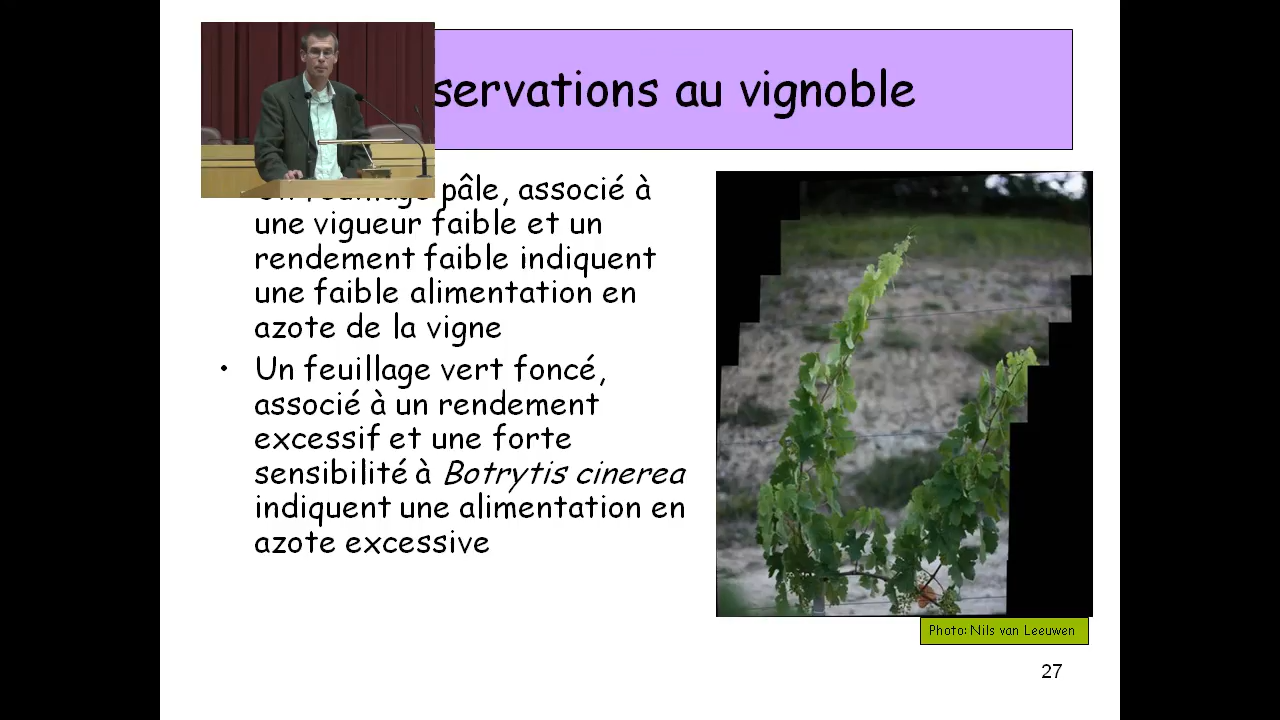 servations au vignoble
pâle, associé à
une vigueur faible et un
rendement faible indiquent
une faible alimentation en
azote de la vigne
• Un feuillage vert foncé,
associé à un rendement
excessif et une forte
sensibilité à Botrytis cinerea
indiquent une alimentation en
azote excessive
Photo: Nils van Leeuwen
27